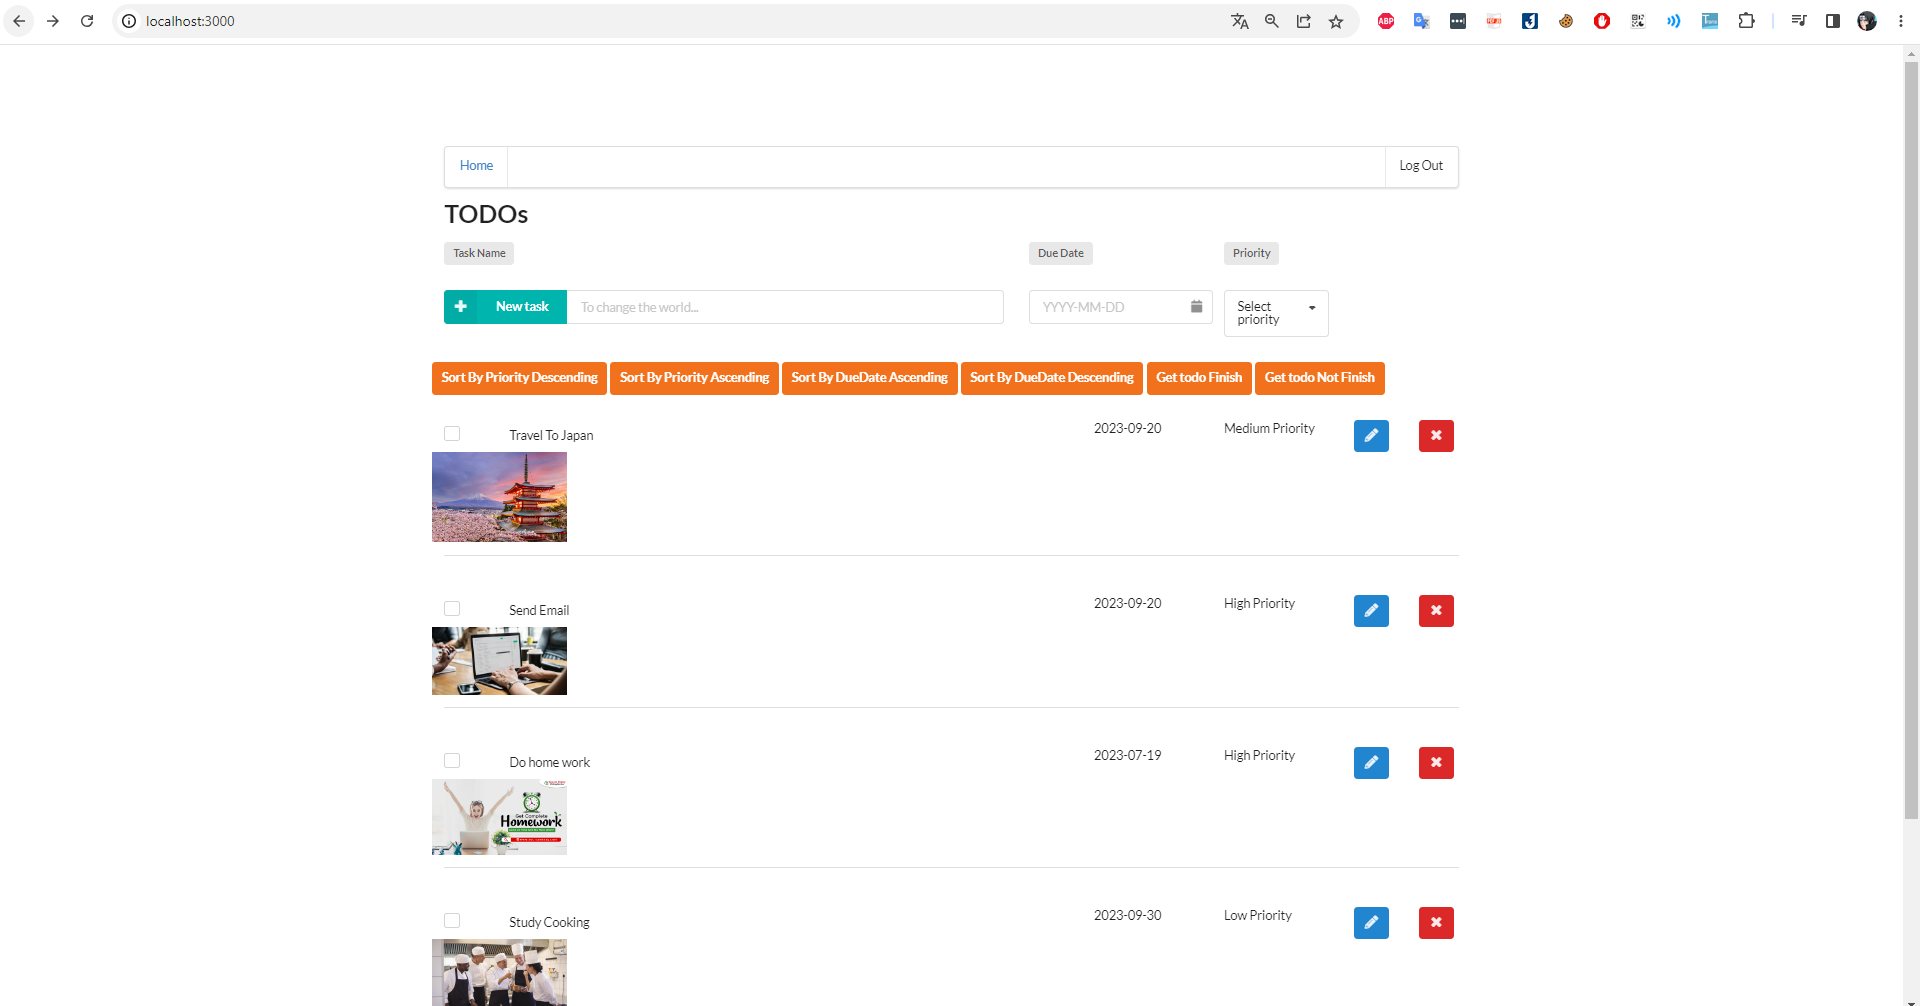 localhost:3000
Home
Log Out
TODOs
Task Name
Due Date
Priority
New task
To change the world...
YYYY-MM-DD
Select priority
Sort By Priority Descending
Sort By Priority Ascending
Sort By DueDate Ascending
Sort By DueDate Descending
Get todo Finish
Get todo Not Finish
Travel To Japan
2023-09-20
Medium Priority
Send Email
2023-09-20
High Priority
Do home work
2023-07-19
High Priority
Get Complete
Homework
Study Cooking
2023-09-30
Low Priority